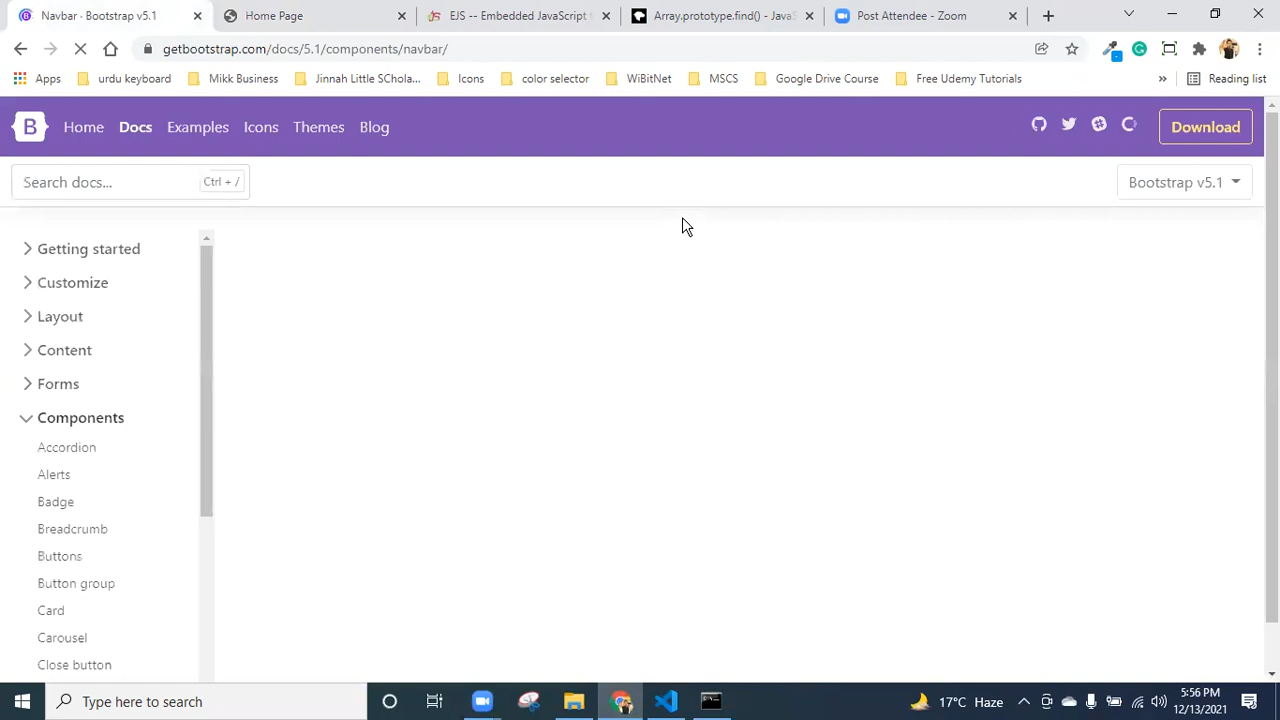 Navbar · Bootstrap v5.1
Home Page
EJS -- Embedded JavaScript t
Array.prototype.find() - JavaS
Post Attendee - Zoom
getbootstrap.com/docs/5.1/components/navbar/
Apps
urdu keyboard
Mikk Business
Jinnah Little SChola...
Icons
color selector
WiBitNet
MSCS
Google Drive Course
Free Udemy Tutorials
»
Reading list
B
Home
Docs
Examples
Icons
Themes
Blog
Download
Search docs...
Ctrl + /
Bootstrap v5.1
Getting started
Customize
Layout
Content
Forms
Components
Accordion
Alerts
Badge
Breadcrumb
Buttons
Button group
Card
Carousel
Close button
Type here to search
17°C Haze
5:56 PM
12/13/2021